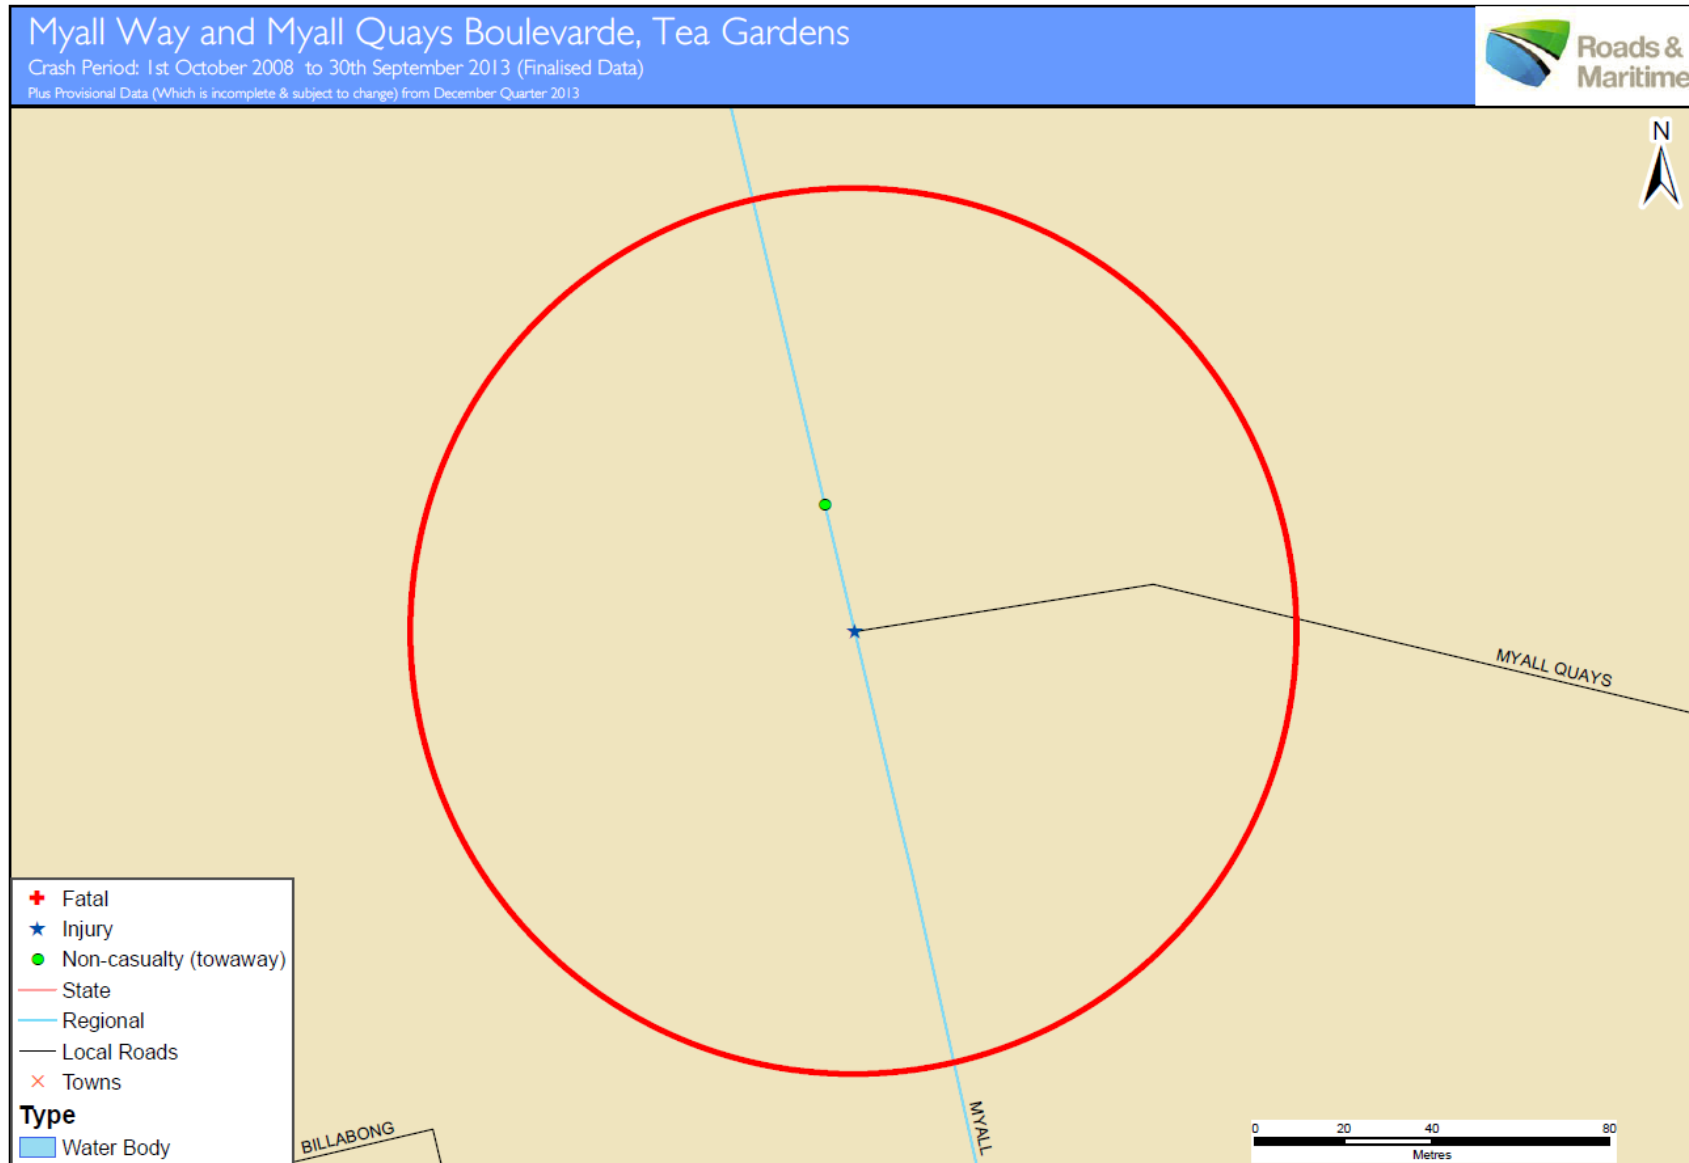 Myall Way and Myall Quays Boulevarde, Tea Gardens
Crash Period: 1st October 2008 to 30th September 2013 (Finalised Data)
Plus Provisional Data (Which is incomplete & subject to change) from December Quarter 2013
Roads &
Maritime
N
MYALL QUAYS
Fatal
Injury
Non-casualty (towaway)
State
Regional
Local Roads
Towns
Type
Water Body
BILLABONG
MYALL
0 20 40 80
Metres